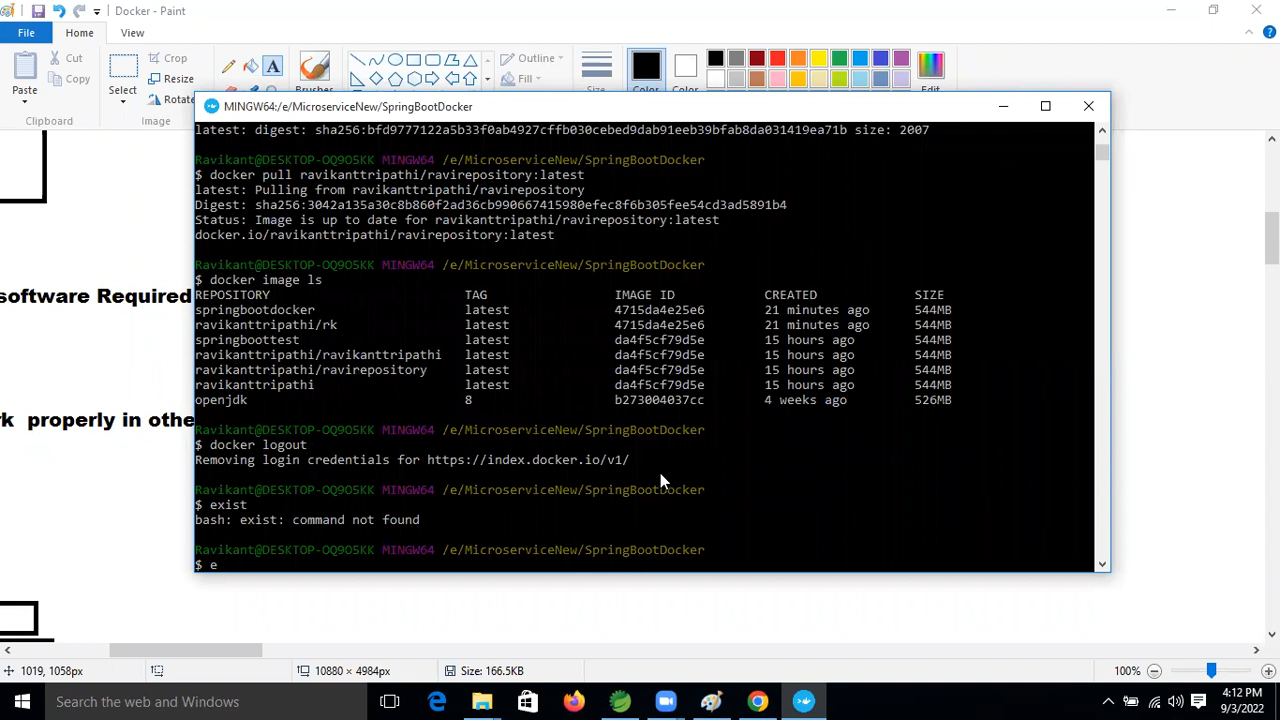 Docker - Paint
File
Home
View
Paste
Cut
Copy
Clipboard
Select
Crop
Resize
Rotate
Image
Brushes
Outline
Fill
Size
Color
Color
Edit
MINGW64:/e/MicroserviceNew/SpringBootDocker
latest: digest: sha256:bfd9777122a5b33f0ab4927cffb030cebed9dab91eeb39bfab8da031419ea71b size: 2007
Ravikant@DESKTOP-OQ9O5KK MINGW64 /e/MicroserviceNew/SpringBootDocker
$ docker pull ravikanttripathi/ravirepository:latest
latest: Pulling from ravikanttripathi/ravirepository
Digest: sha256:3042a135a30c8b860f2ad36cb990667415980efec8f6b305fee54cd3ad5891b4
Status: Image is up to date for ravikanttripathi/ravirepository:latest
docker.io/ravikanttripathi/ravirepository:latest
Ravikant@DESKTOP-OQ9O5KK MINGW64 /e/MicroserviceNew/SpringBootDocker
$ docker image ls
REPOSITORY TAG IMAGE ID CREATED SIZE
springbootdocker latest 4715da4e25e6 21 minutes ago 544MB
ravikanttripathi/rk latest 4715da4e25e6 21 minutes ago 544MB
springboottest latest da4f5cf79d5e 15 hours ago 544MB
ravikanttripathi/ravikanttripathi latest da4f5cf79d5e 15 hours ago 544MB
ravikanttripathi/ravirepository latest da4f5cf79d5e 15 hours ago 544MB
ravikanttripathi latest da4f5cf79d5e 15 hours ago 544MB
openjdk 8 b273004037cc 4 weeks ago 526MB
Ravikant@DESKTOP-OQ9O5KK MINGW64 /e/MicroserviceNew/SpringBootDocker
$ docker logout
Removing login credentials for https://index.docker.io/v1/
Ravikant@DESKTOP-OQ9O5KK MINGW64 /e/MicroserviceNew/SpringBootDocker
$ exist
bash: exist: command not found
Ravikant@DESKTOP-OQ9O5KK MINGW64 /e/MicroserviceNew/SpringBootDocker
$ e
software Required
rk properly in othe
1019, 1058px
10880 × 4984px
Size: 166.5KB
100%
Search the web and Windows
4:12 PM
9/3/2022